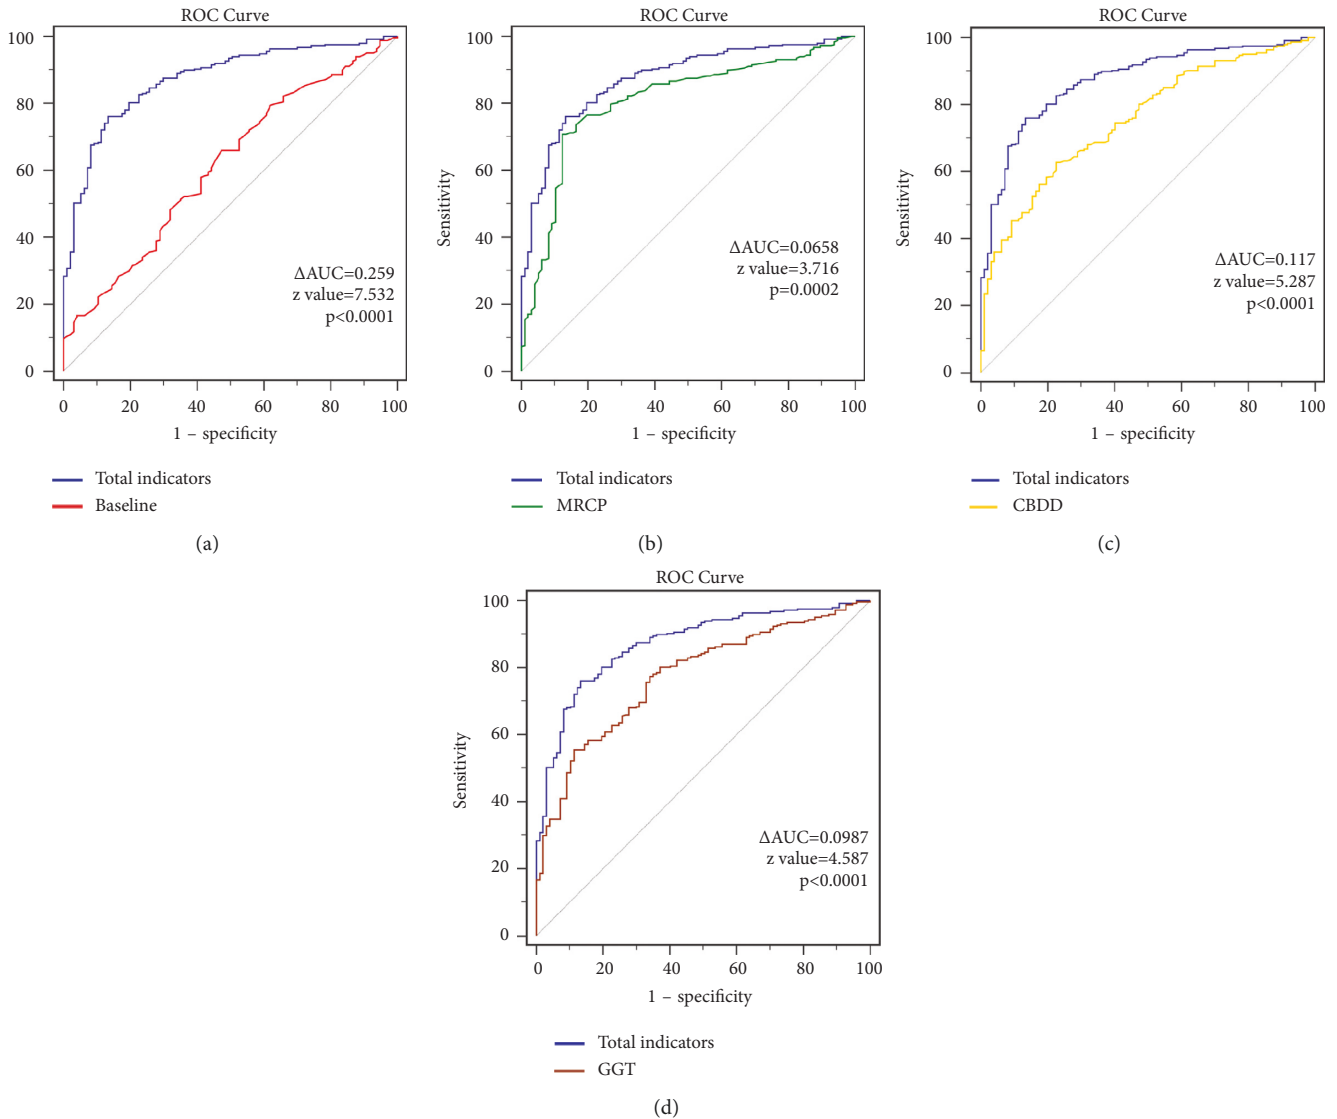 ROC Curve
100
80
60
40
20
0
0 20 40 60 80 100
1 – specificity
ΔAUC=0.259
z value=7.532
p<0.0001
Total indicators
Baseline
(a)
ROC Curve
Sensitivity
100
80
60
40
20
0
0 20 40 60 80 100
1 – specificity
ΔAUC=0.0658
z value=3.716
p=0.0002
Total indicators
MRCP
(b)
ROC Curve
Sensitivity
100
80
60
40
20
0
0 20 40 60 80 100
1 – specificity
ΔAUC=0.117
z value=5.287
p<0.0001
Total indicators
CBDD
(c)
ROC Curve
Sensitivity
100
80
60
40
20
0
0 20 40 60 80 100
1 – specificity
ΔAUC=0.0987
z value=4.587
p<0.0001
Total indicators
GGT
(d)